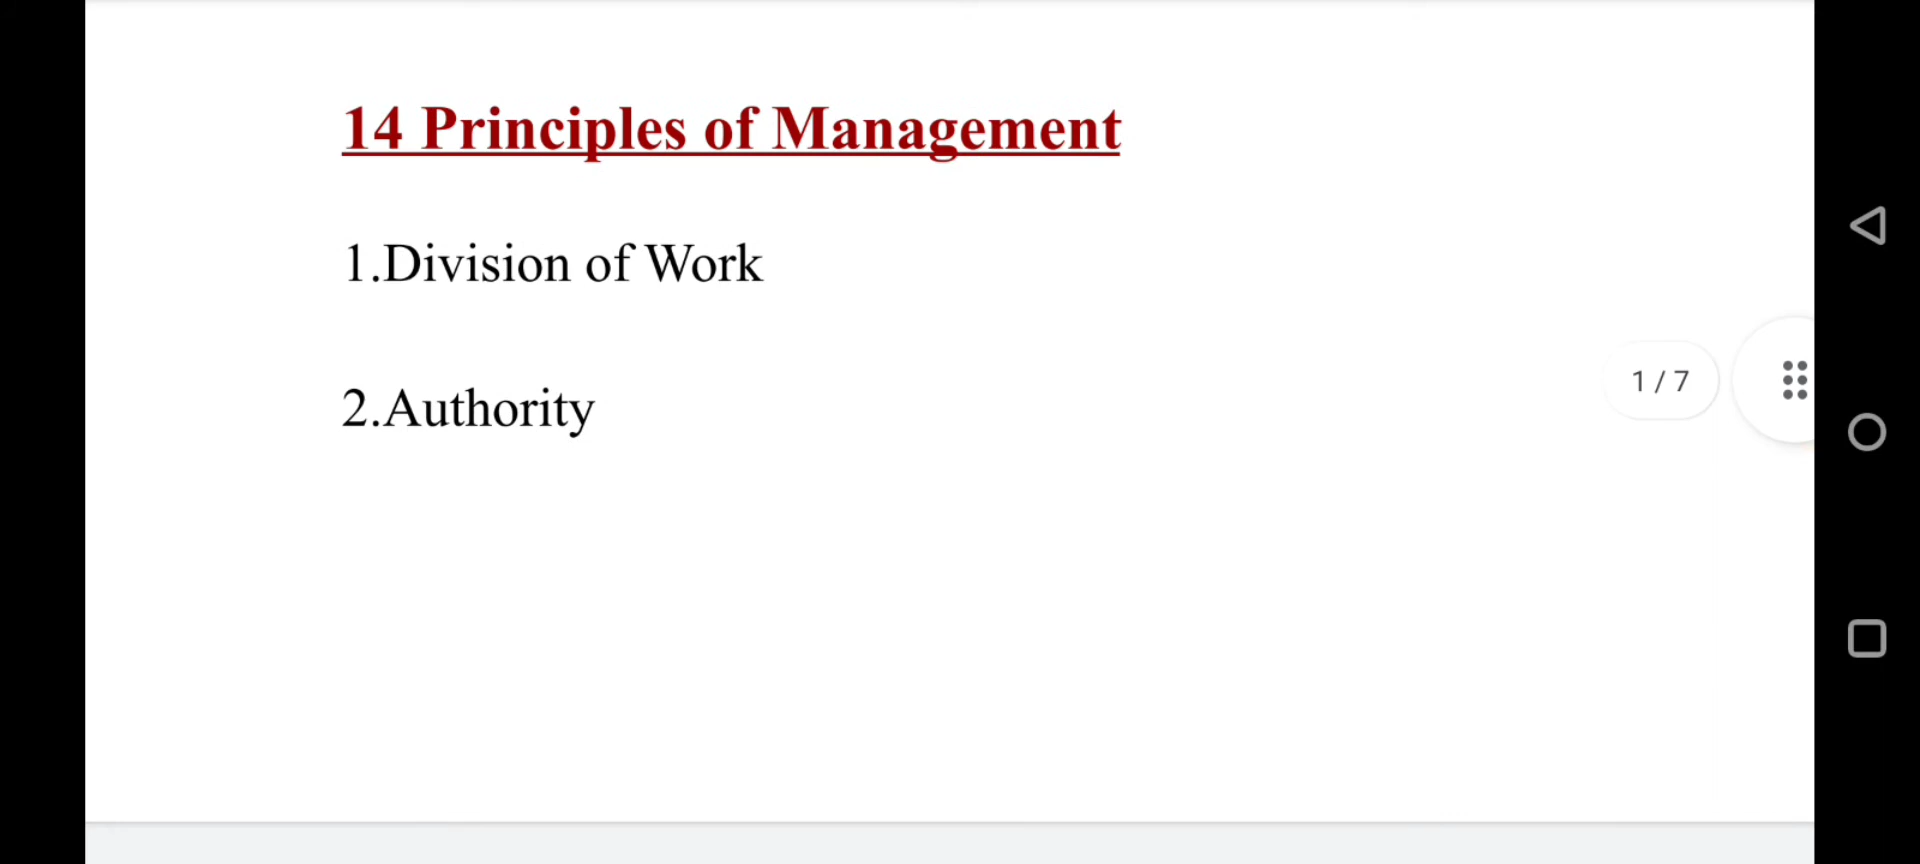 14 Principles of Management
1.Division of Work
2.Authority
1 / 7